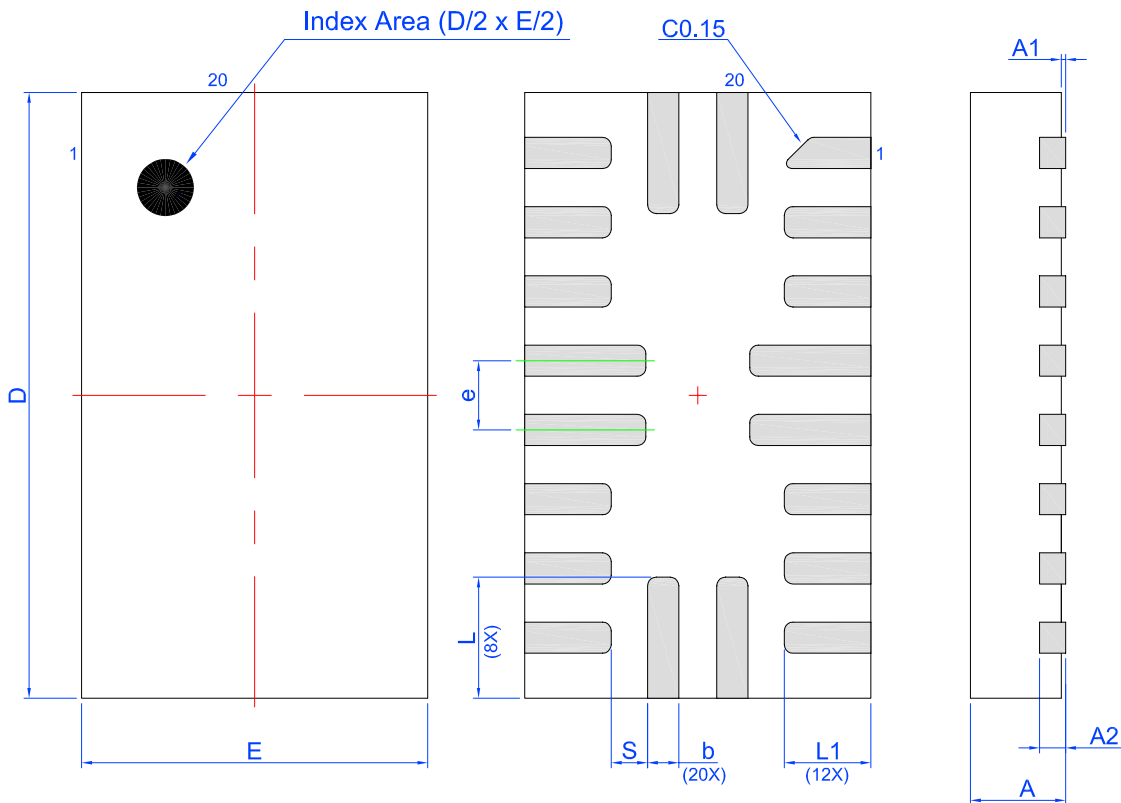 Index Area (D/2 x E/2)
C0.15
A1
20
20
1
1
D
e
L
(8X)
E
S
b
(20X)
L1
(12X)
A2
A